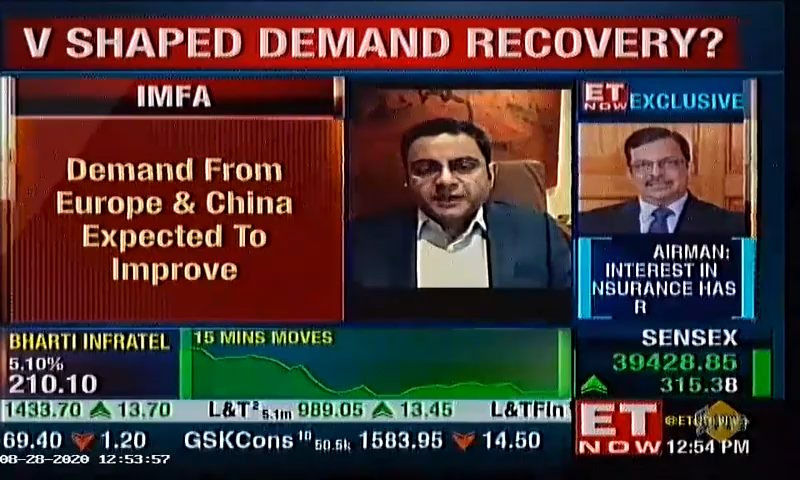 V SHAPED DEMAND RECOVERY?
IMFA
Demand From
Europe & China
Expected To
Improve
ET
NOW
EXCLUSIVE
AIRMAN:
INTEREST IN
NSURANCE HAS
R
BHARTI INFRATEL
5.10%
210.10
15 MINS MOVES
SENSEX
39428.85
315.38
1433.70 13.70 L&T² 5.1m 989.05 13.45 L&TFin
69.40 1.20 GSKCons 10 50.5k 1583.95 14.50
ET
NOW
12:54 PM
08-28-2020 12:53:57